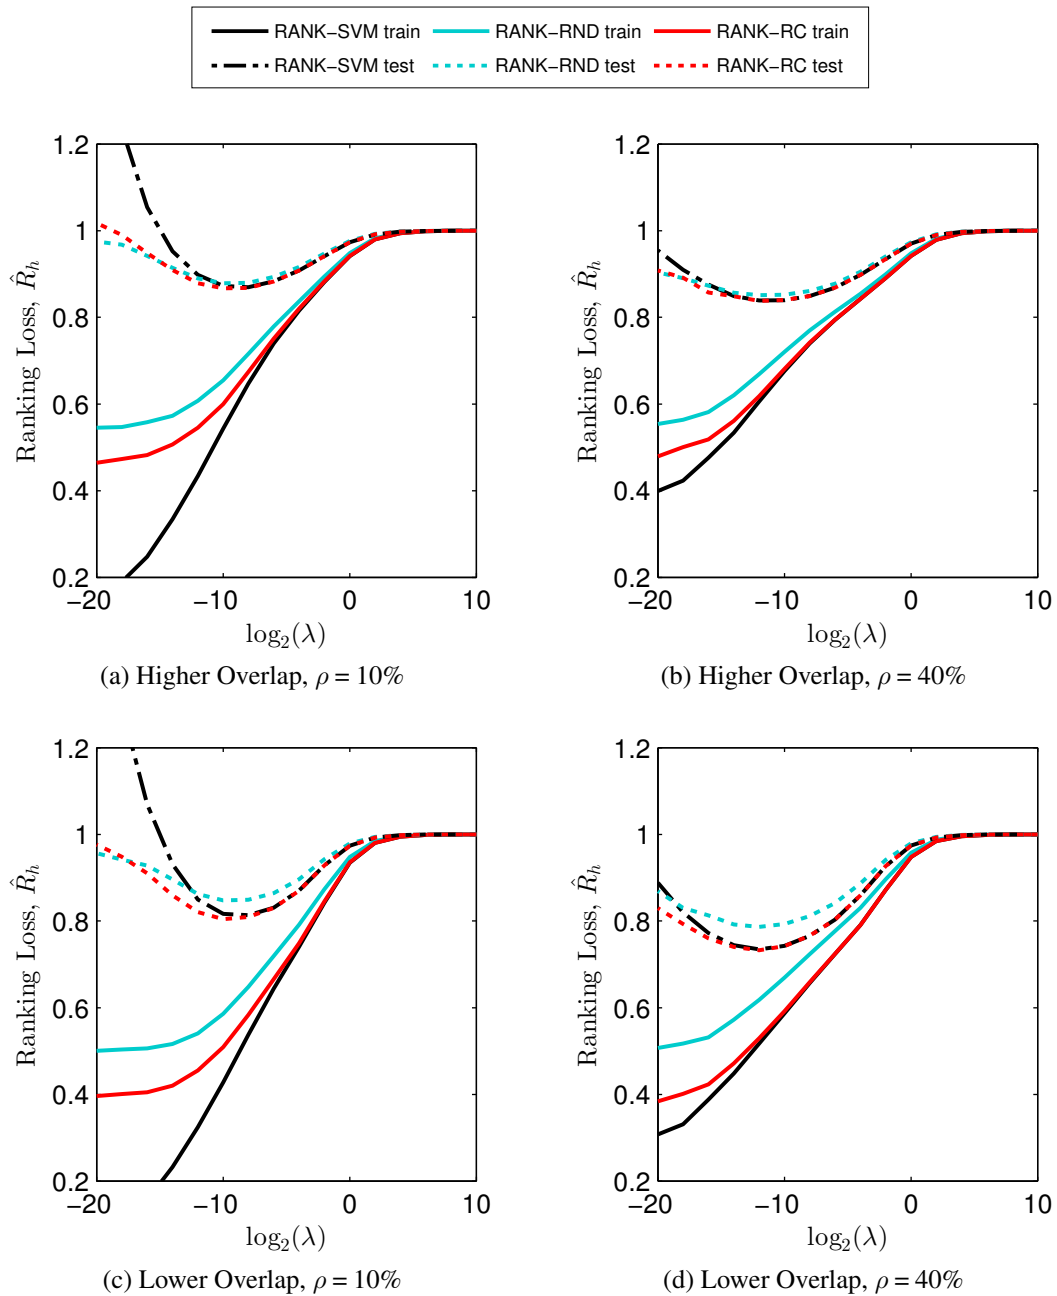 RANK−SVM train RANK−RND train RANK−RC train
RANK−SVM test RANK−RND test RANK−RC test
1.2
1
0.8
0.6
0.4
0.2
Ranking Loss, R̂_h
−20 −10 0 10
log₂(λ)
(a) Higher Overlap, ρ = 10%
1.2
1
0.8
0.6
0.4
0.2
Ranking Loss, R̂_h
−20 −10 0 10
log₂(λ)
(b) Higher Overlap, ρ = 40%
1.2
1
0.8
0.6
0.4
0.2
Ranking Loss, R̂_h
−20 −10 0 10
log₂(λ)
(c) Lower Overlap, ρ = 10%
1.2
1
0.8
0.6
0.4
0.2
Ranking Loss, R̂_h
−20 −10 0 10
log₂(λ)
(d) Lower Overlap, ρ = 40%